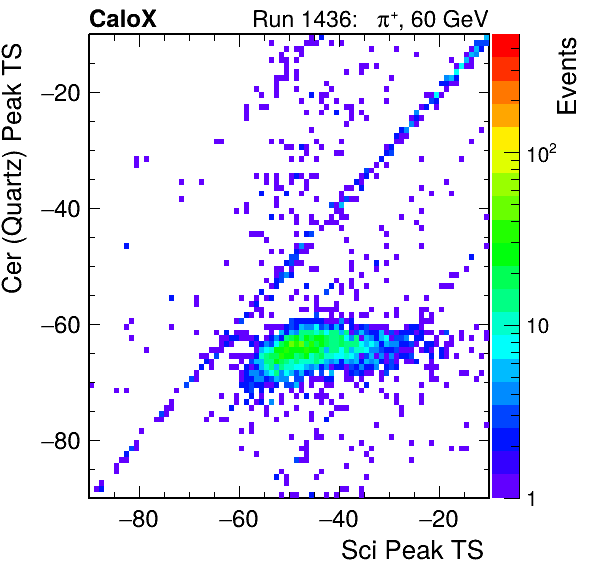 CaloX Run 1436: π⁺, 60 GeV
Cer (Quartz) Peak TS
Events
−20
−40
−60
−80
10²
10
1
−80 −60 −40 −20
Sci Peak TS